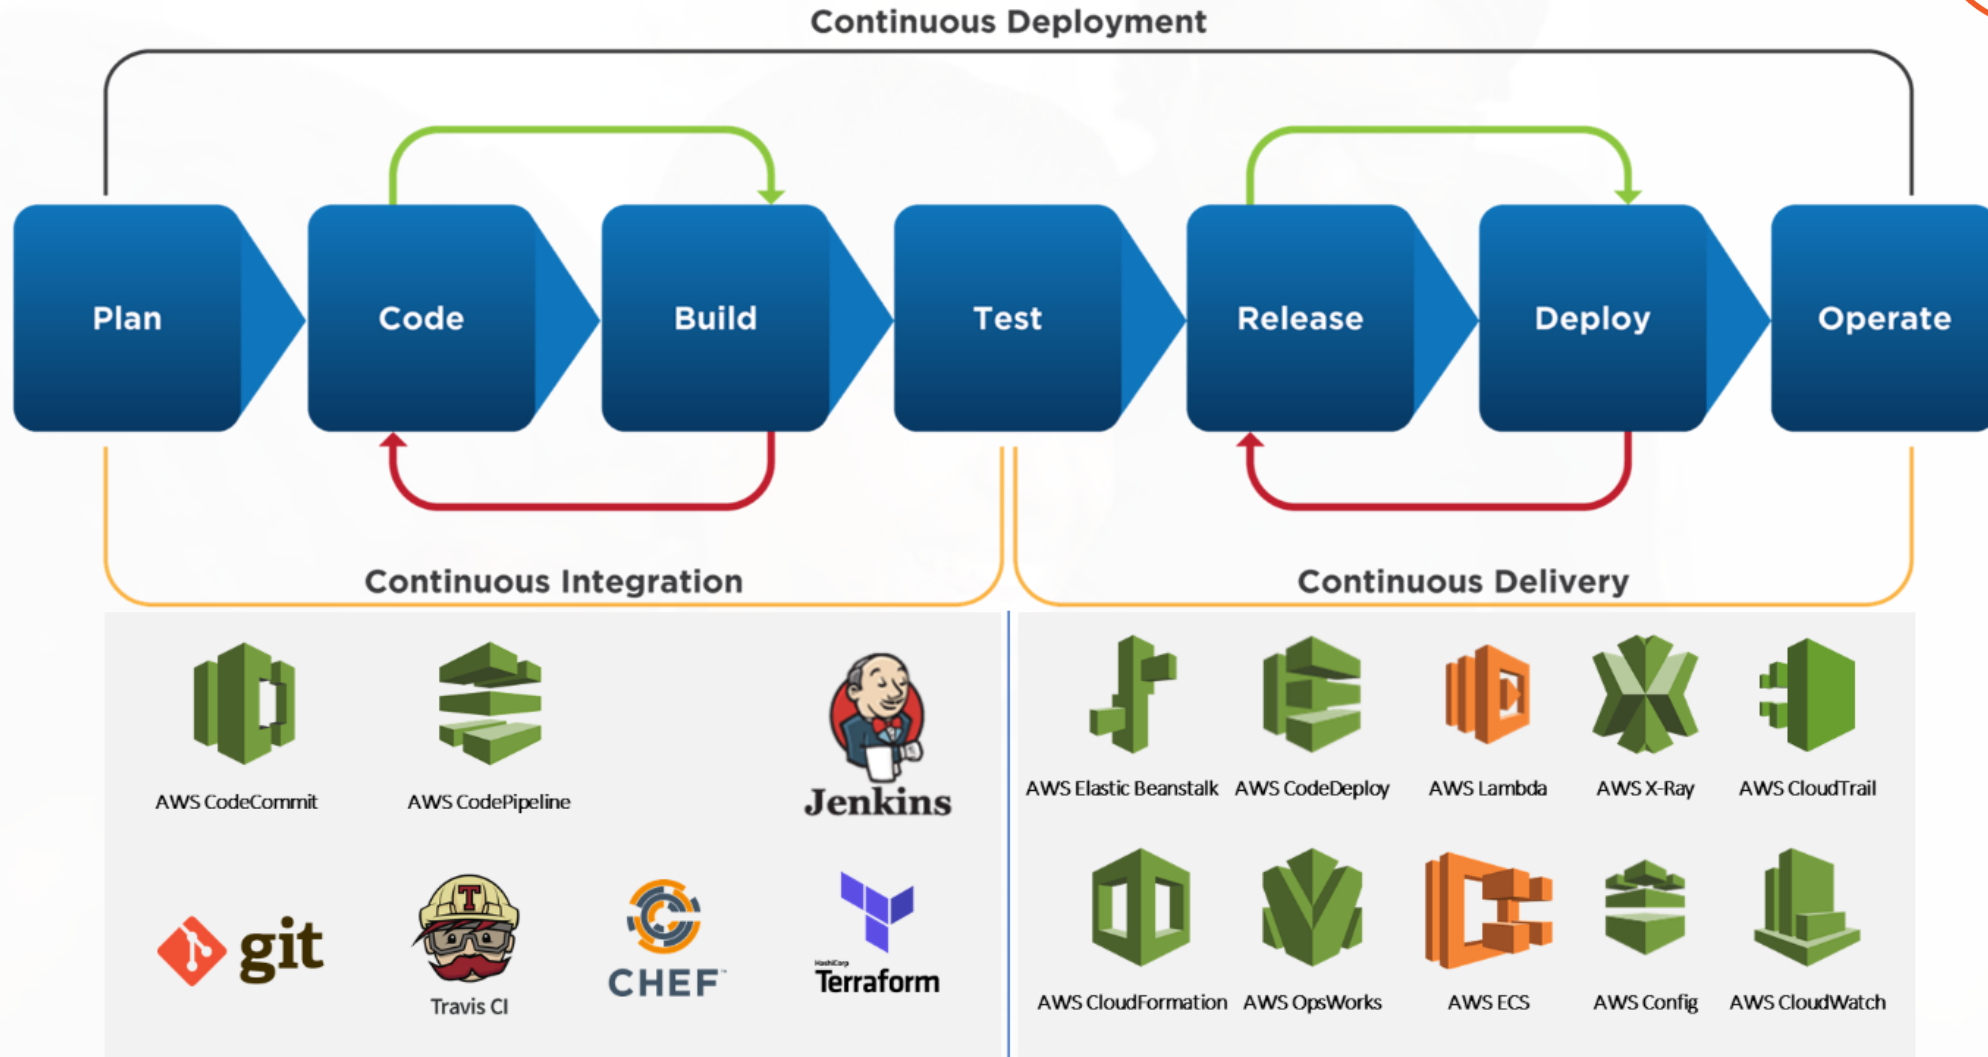 Continuous Deployment
Plan
Code
Build
Test
Release
Deploy
Operate
Continuous Integration
Continuous Delivery
AWS CodeCommit
AWS CodePipeline
Jenkins
git
T
Travis CI
CHEF™
HashiCorp
Terraform
AWS Elastic Beanstalk
AWS CodeDeploy
AWS Lambda
AWS X-Ray
AWS CloudTrail
AWS CloudFormation
AWS OpsWorks
AWS ECS
AWS Config
AWS CloudWatch